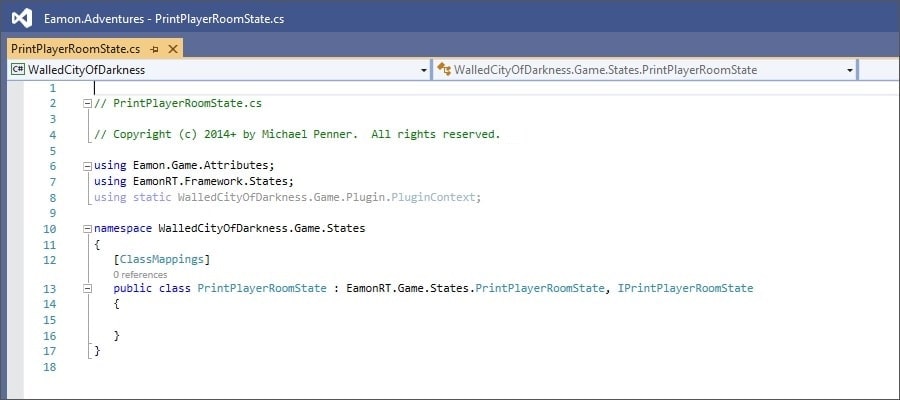 Eamon.Adventures - PrintPlayerRoomState.cs
PrintPlayerRoomState.cs
C# WalledCityOfDarkness
WalledCityOfDarkness.Game.States.PrintPlayerRoomState
1
2 // PrintPlayerRoomState.cs
3
4 // Copyright (c) 2014+ by Michael Penner.  All rights reserved.
5
6 using Eamon.Game.Attributes;
7 using EamonRT.Framework.States;
8 using static WalledCityOfDarkness.Game.Plugin.PluginContext;
9
10 namespace WalledCityOfDarkness.Game.States
11 {
12 [ClassMappings]
0 references
13 public class PrintPlayerRoomState : EamonRT.Game.States.PrintPlayerRoomState, IPrintPlayerRoomState
14 {
15
16 }
17 }
18